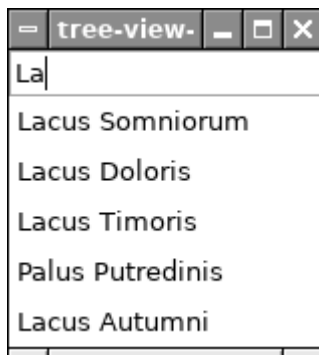 tree-view-
La
Lacus Somniorum
Lacus Doloris
Lacus Timoris
Palus Putredinis
Lacus Autumni